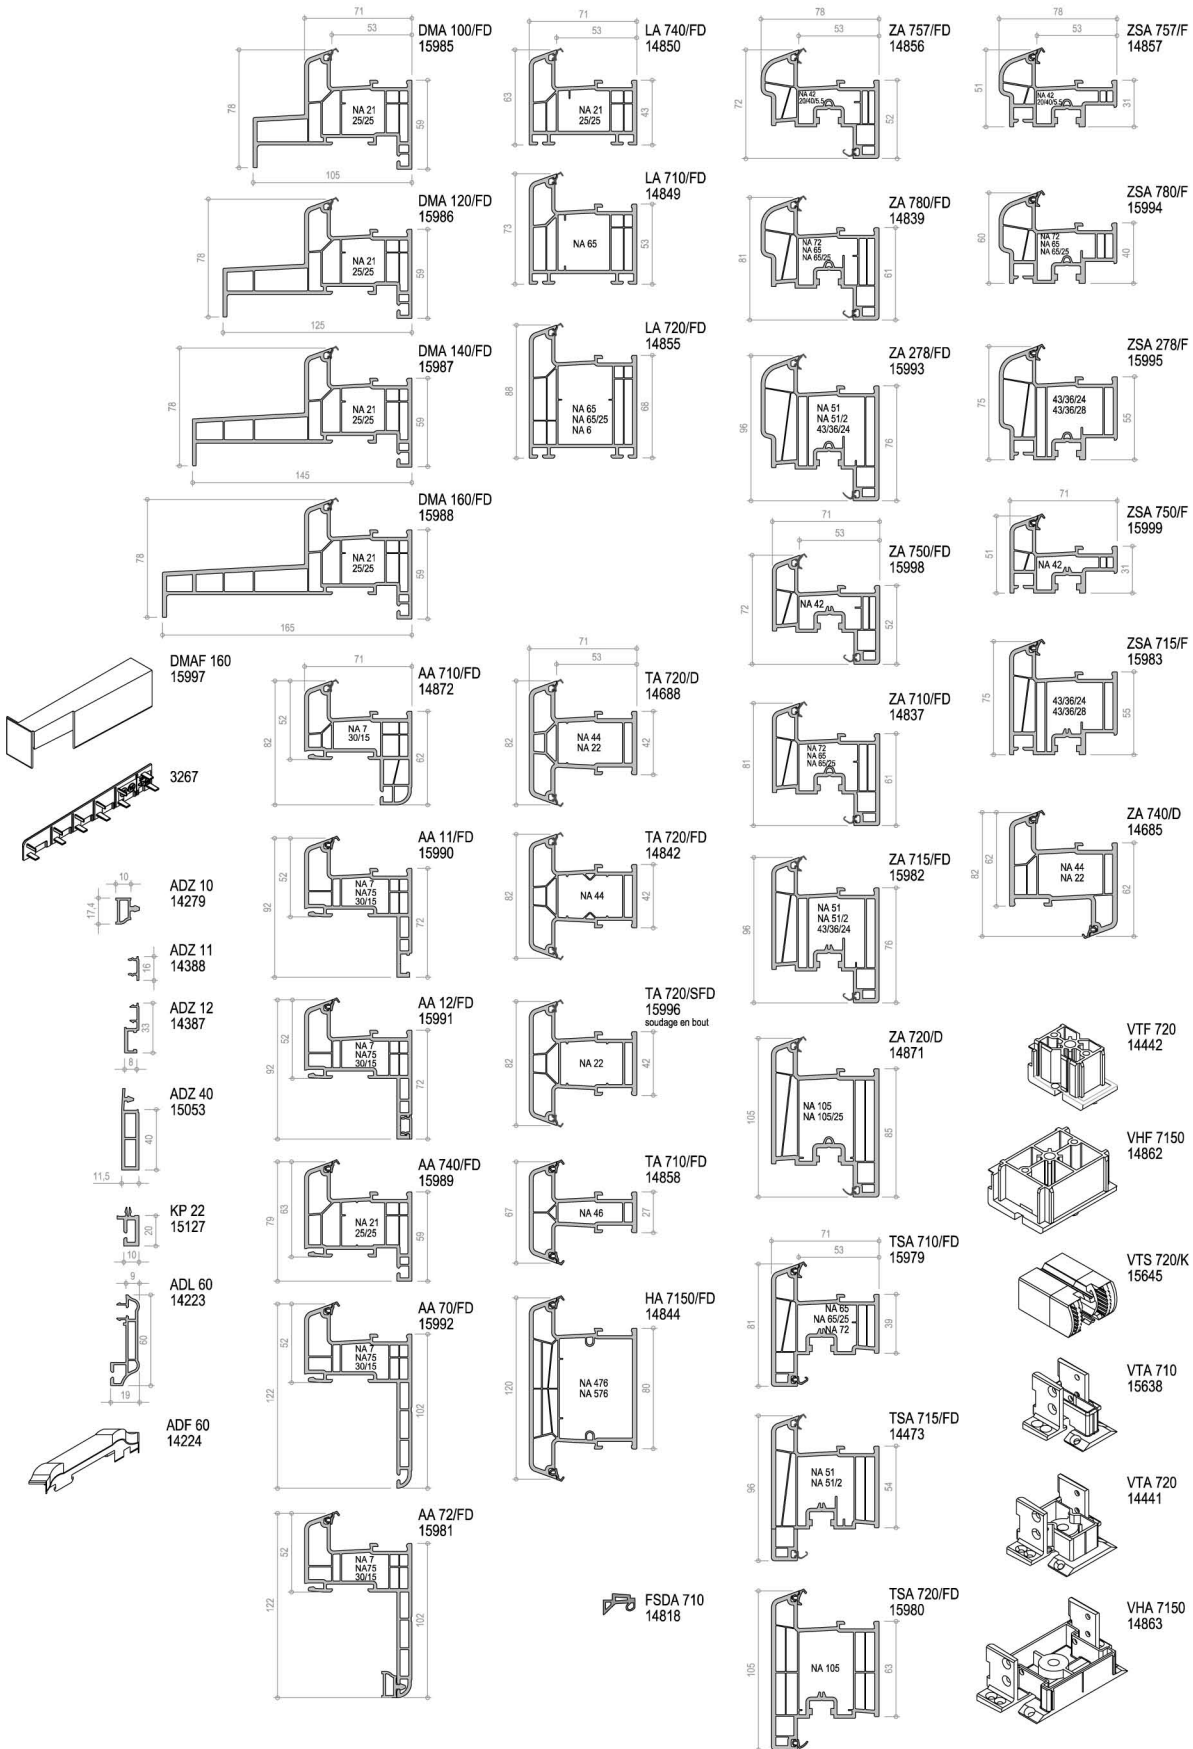 71
53
DMA 100/FD
15985
78
NA 21
25/25
59
105
DMA 120/FD
15986
78
NA 21
25/25
59
125
DMA 140/FD
15987
78
NA 21
25/25
59
145
DMA 160/FD
15988
78
NA 21
25/25
59
165
71
53
LA 740/FD
14850
63
NA 21
25/25
43
LA 710/FD
14849
73
NA 65
53
LA 720/FD
14855
88
NA 65
NA 65/25
NA 6
68
78
53
ZA 757/FD
14856
72
NA 42
20/40/5.5
52
ZA 780/FD
14839
81
NA 72
NA 65
NA 65/25
61
ZA 278/FD
15993
96
NA 51
NA 51/2
43/36/24
76
71
53
ZA 750/FD
15998
72
NA 42
52
ZA 710/FD
14837
81
NA 72
NA 65
NA 65/25
61
ZA 715/FD
15982
96
NA 51
NA 51/2
43/36/24
76
ZA 720/D
14871
105
NA 105
NA 105/25
85
71
53
TSA 710/FD
15979
81
NA 65
NA 65/25
NA 72
39
TSA 715/FD
14473
96
NA 51
NA 51/2
54
TSA 720/FD
15980
105
NA 105
63
78
53
ZSA 757/F
14857
51
NA 42
20/40/5.5
31
ZSA 780/F
15994
60
NA 72
NA 65
NA 65/25
40
ZSA 278/F
15995
75
43/36/24
43/36/28
55
71
ZSA 750/F
15999
51
NA 42
31
ZSA 715/F
15983
75
43/36/24
43/36/28
55
ZA 740/D
14685
82
62
NA 44
NA 22
62
VTF 720
14442
VHF 7150
14862
VTS 720/K
15645
VTA 710
15638
VTA 720
14441
VHA 7150
14863
DMAF 160
15997
3267
10
ADZ 10
14279
17,4
ADZ 11
14388
16
ADZ 12
14387
33
8
ADZ 40
15053
40
11,5
KP 22
15127
20
10
9
ADL 60
14223
60
19
ADF 60
14224
71
AA 710/FD
14872
52
82
NA 7
30/15
62
AA 11/FD
15990
52
92
NA 7
NA75
30/15
72
AA 12/FD
15991
52
92
NA 7
NA75
30/15
72
AA 740/FD
15989
63
79
NA 21
25/25
59
AA 70/FD
15992
52
122
NA 7
NA75
30/15
102
AA 72/FD
15981
52
122
NA 7
NA75
30/15
102
71
53
TA 720/D
14688
82
NA 44
NA 22
42
TA 720/FD
14842
82
NA 44
42
TA 720/SFD
15996
soudage en bout
82
NA 22
42
TA 710/FD
14858
67
NA 46
27
HA 7150/FD
14844
120
NA 476
NA 576
80
FSDA 710
14818